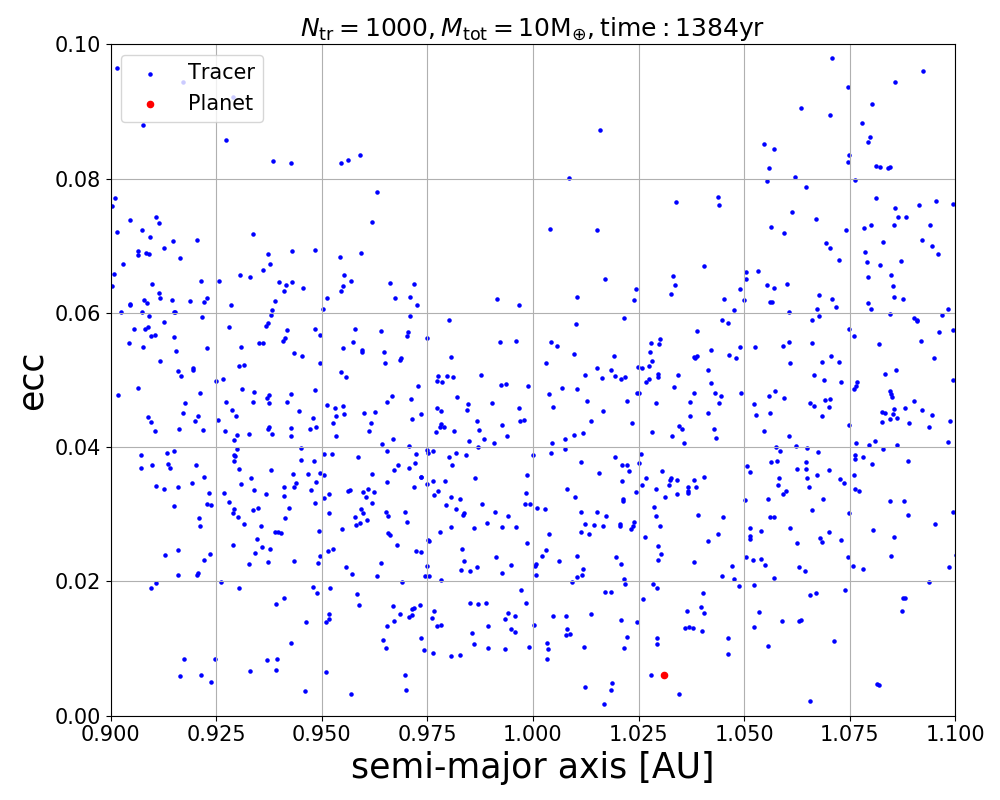 N_tr = 1000, M_tot = 10M_⊕, time : 1384yr
0.10
Tracer
Planet
0.08
0.06
0.04
0.02
0.00
ecc
0.900 0.925 0.950 0.975 1.000 1.025 1.050 1.075 1.100
semi-major axis [AU]